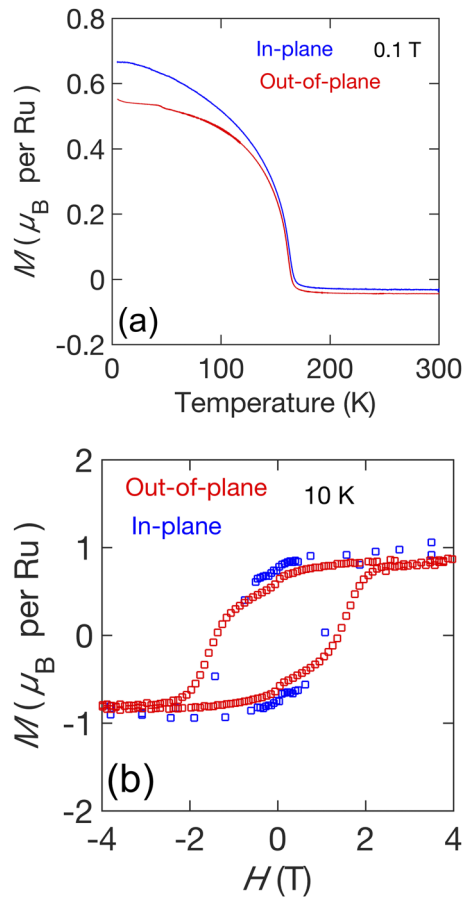 0.8
In-plane 0.1 T
0.6
Out-of-plane
0.4
M ( μB per Ru )
0.2
0
(a)
-0.2
0 100 200 300
Temperature (K)
2
Out-of-plane 10 K
In-plane
1
M ( μB per Ru )
0
-1
(b)
-2
-4 -2 0 2 4
H (T)